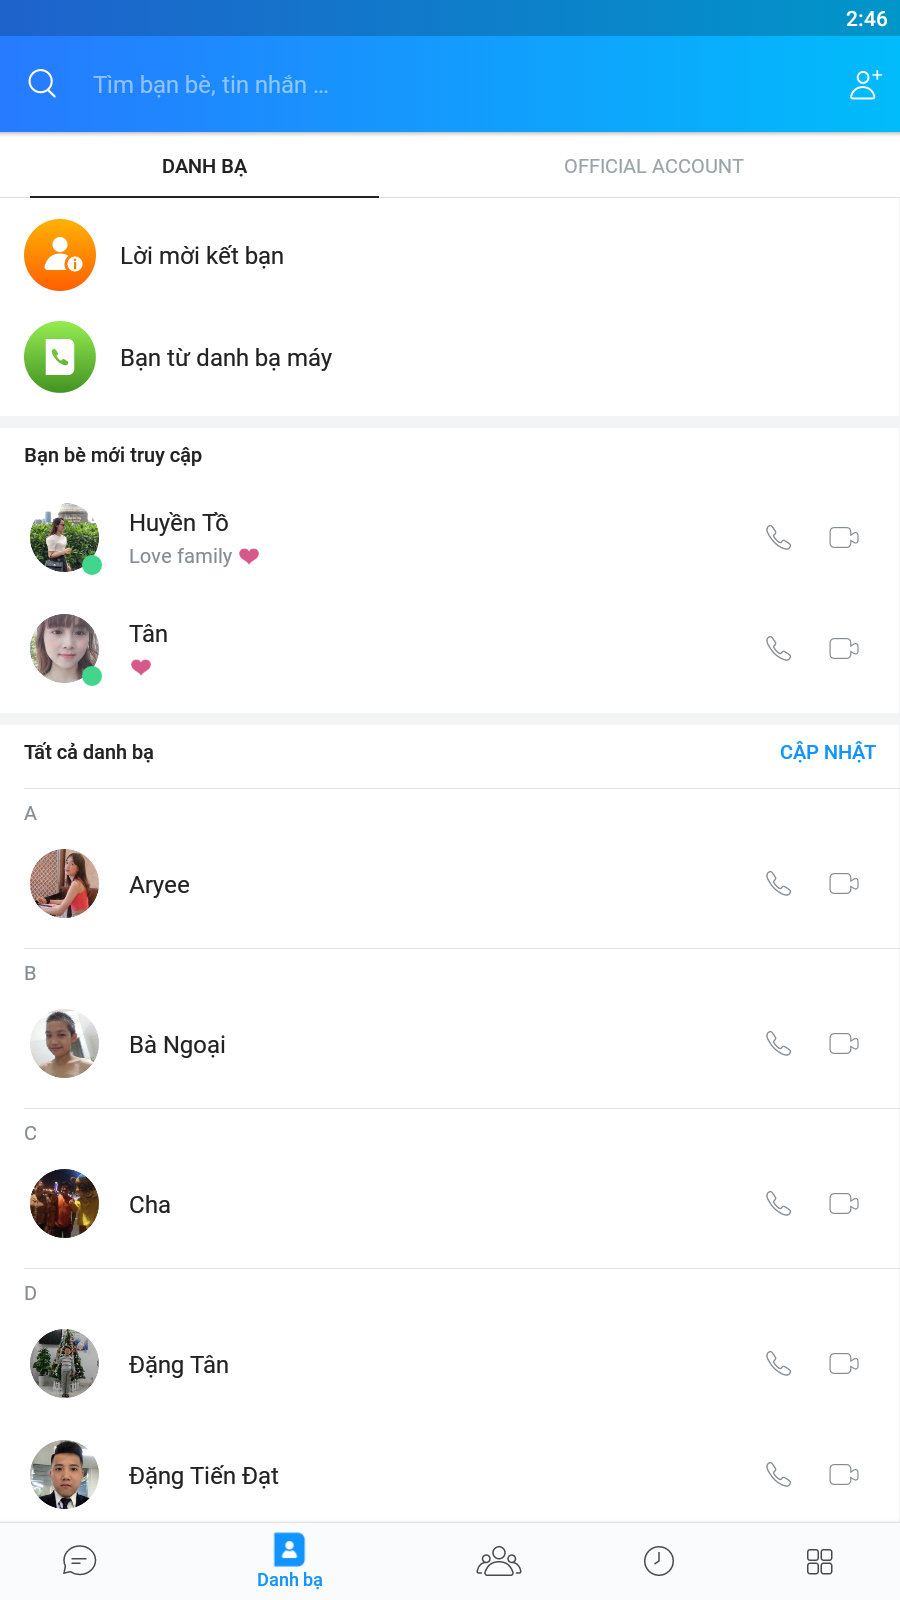 2:46
Tìm bạn bè, tin nhắn ...
DANH BẠ
OFFICIAL ACCOUNT
Lời mời kết bạn
Bạn từ danh bạ máy
Bạn bè mới truy cập
Huyền Tồ
Love family ❤
Tân
❤
Tất cả danh bạ
CẬP NHẬT
A
Aryee
B
Bà Ngoại
C
Cha
D
Đặng Tân
Đặng Tiến Đạt
Danh bạ